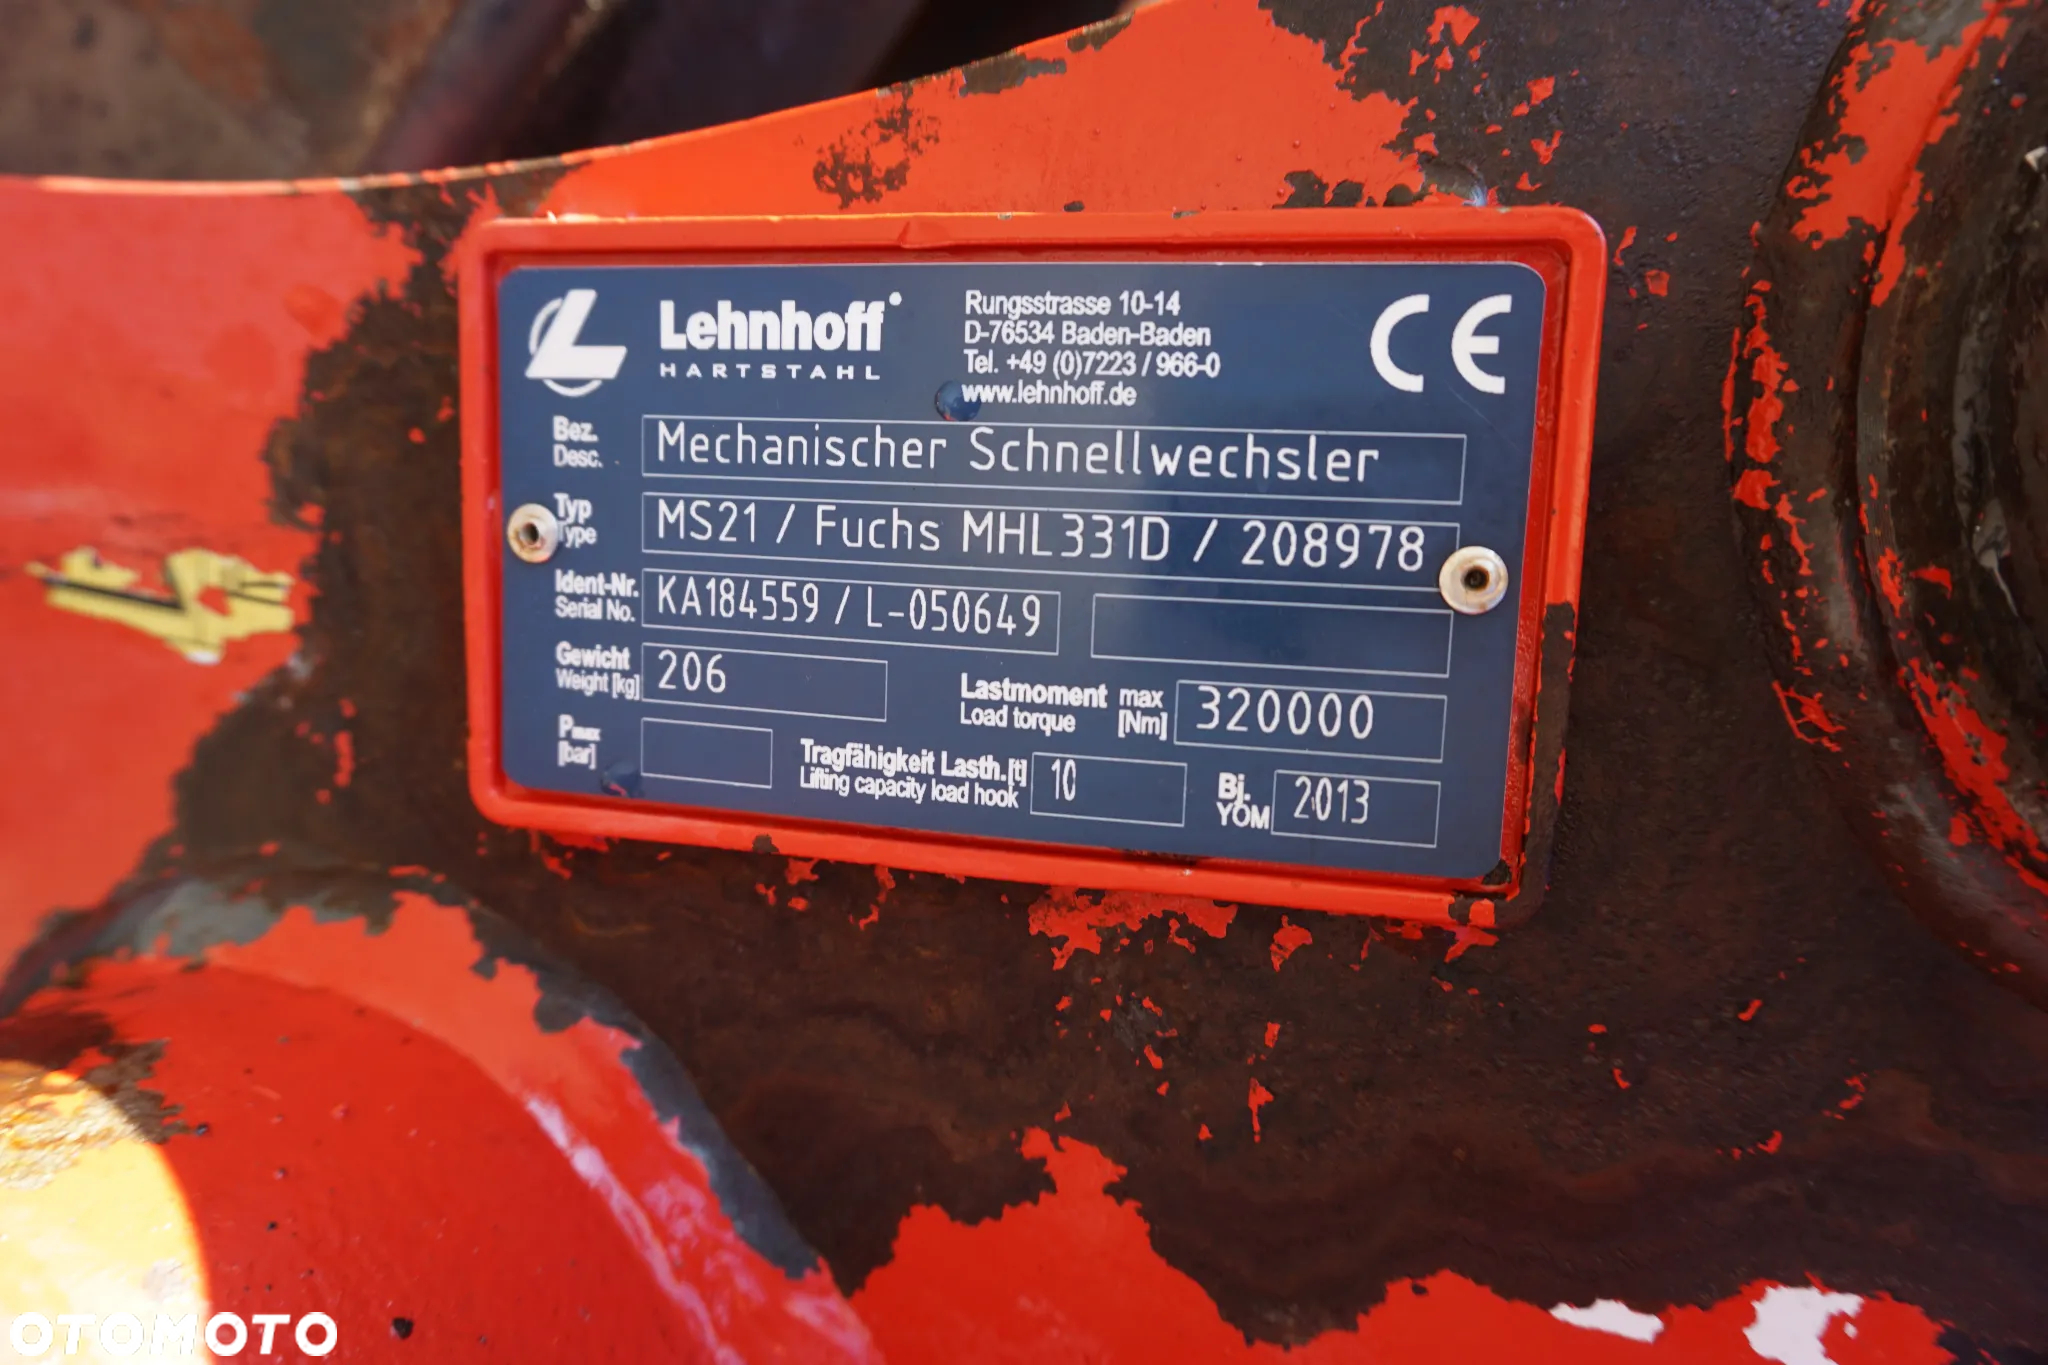 Lehnhoff
HARTSTAHL
Rungsstrasse 10-14
D-76534 Baden-Baden
Tel. +49 (0)7223 / 966-0
www.lehnhoff.de
CE
Bez.
Desc.
Mechanischer Schnellwechsler
Typ
Type
MS21 / Fuchs MHL331D / 208978
Ident-Nr.
Serial No.
KA184559 / L-050649
Gewicht
Weight [kg]
206
Lastmoment max
Load torque [Nm]
320000
Pmax
[bar]
Tragfähigkeit Lasth.[t]
Lifting capacity load hook
10
Bj.
YOM
2013
OTOMOTO